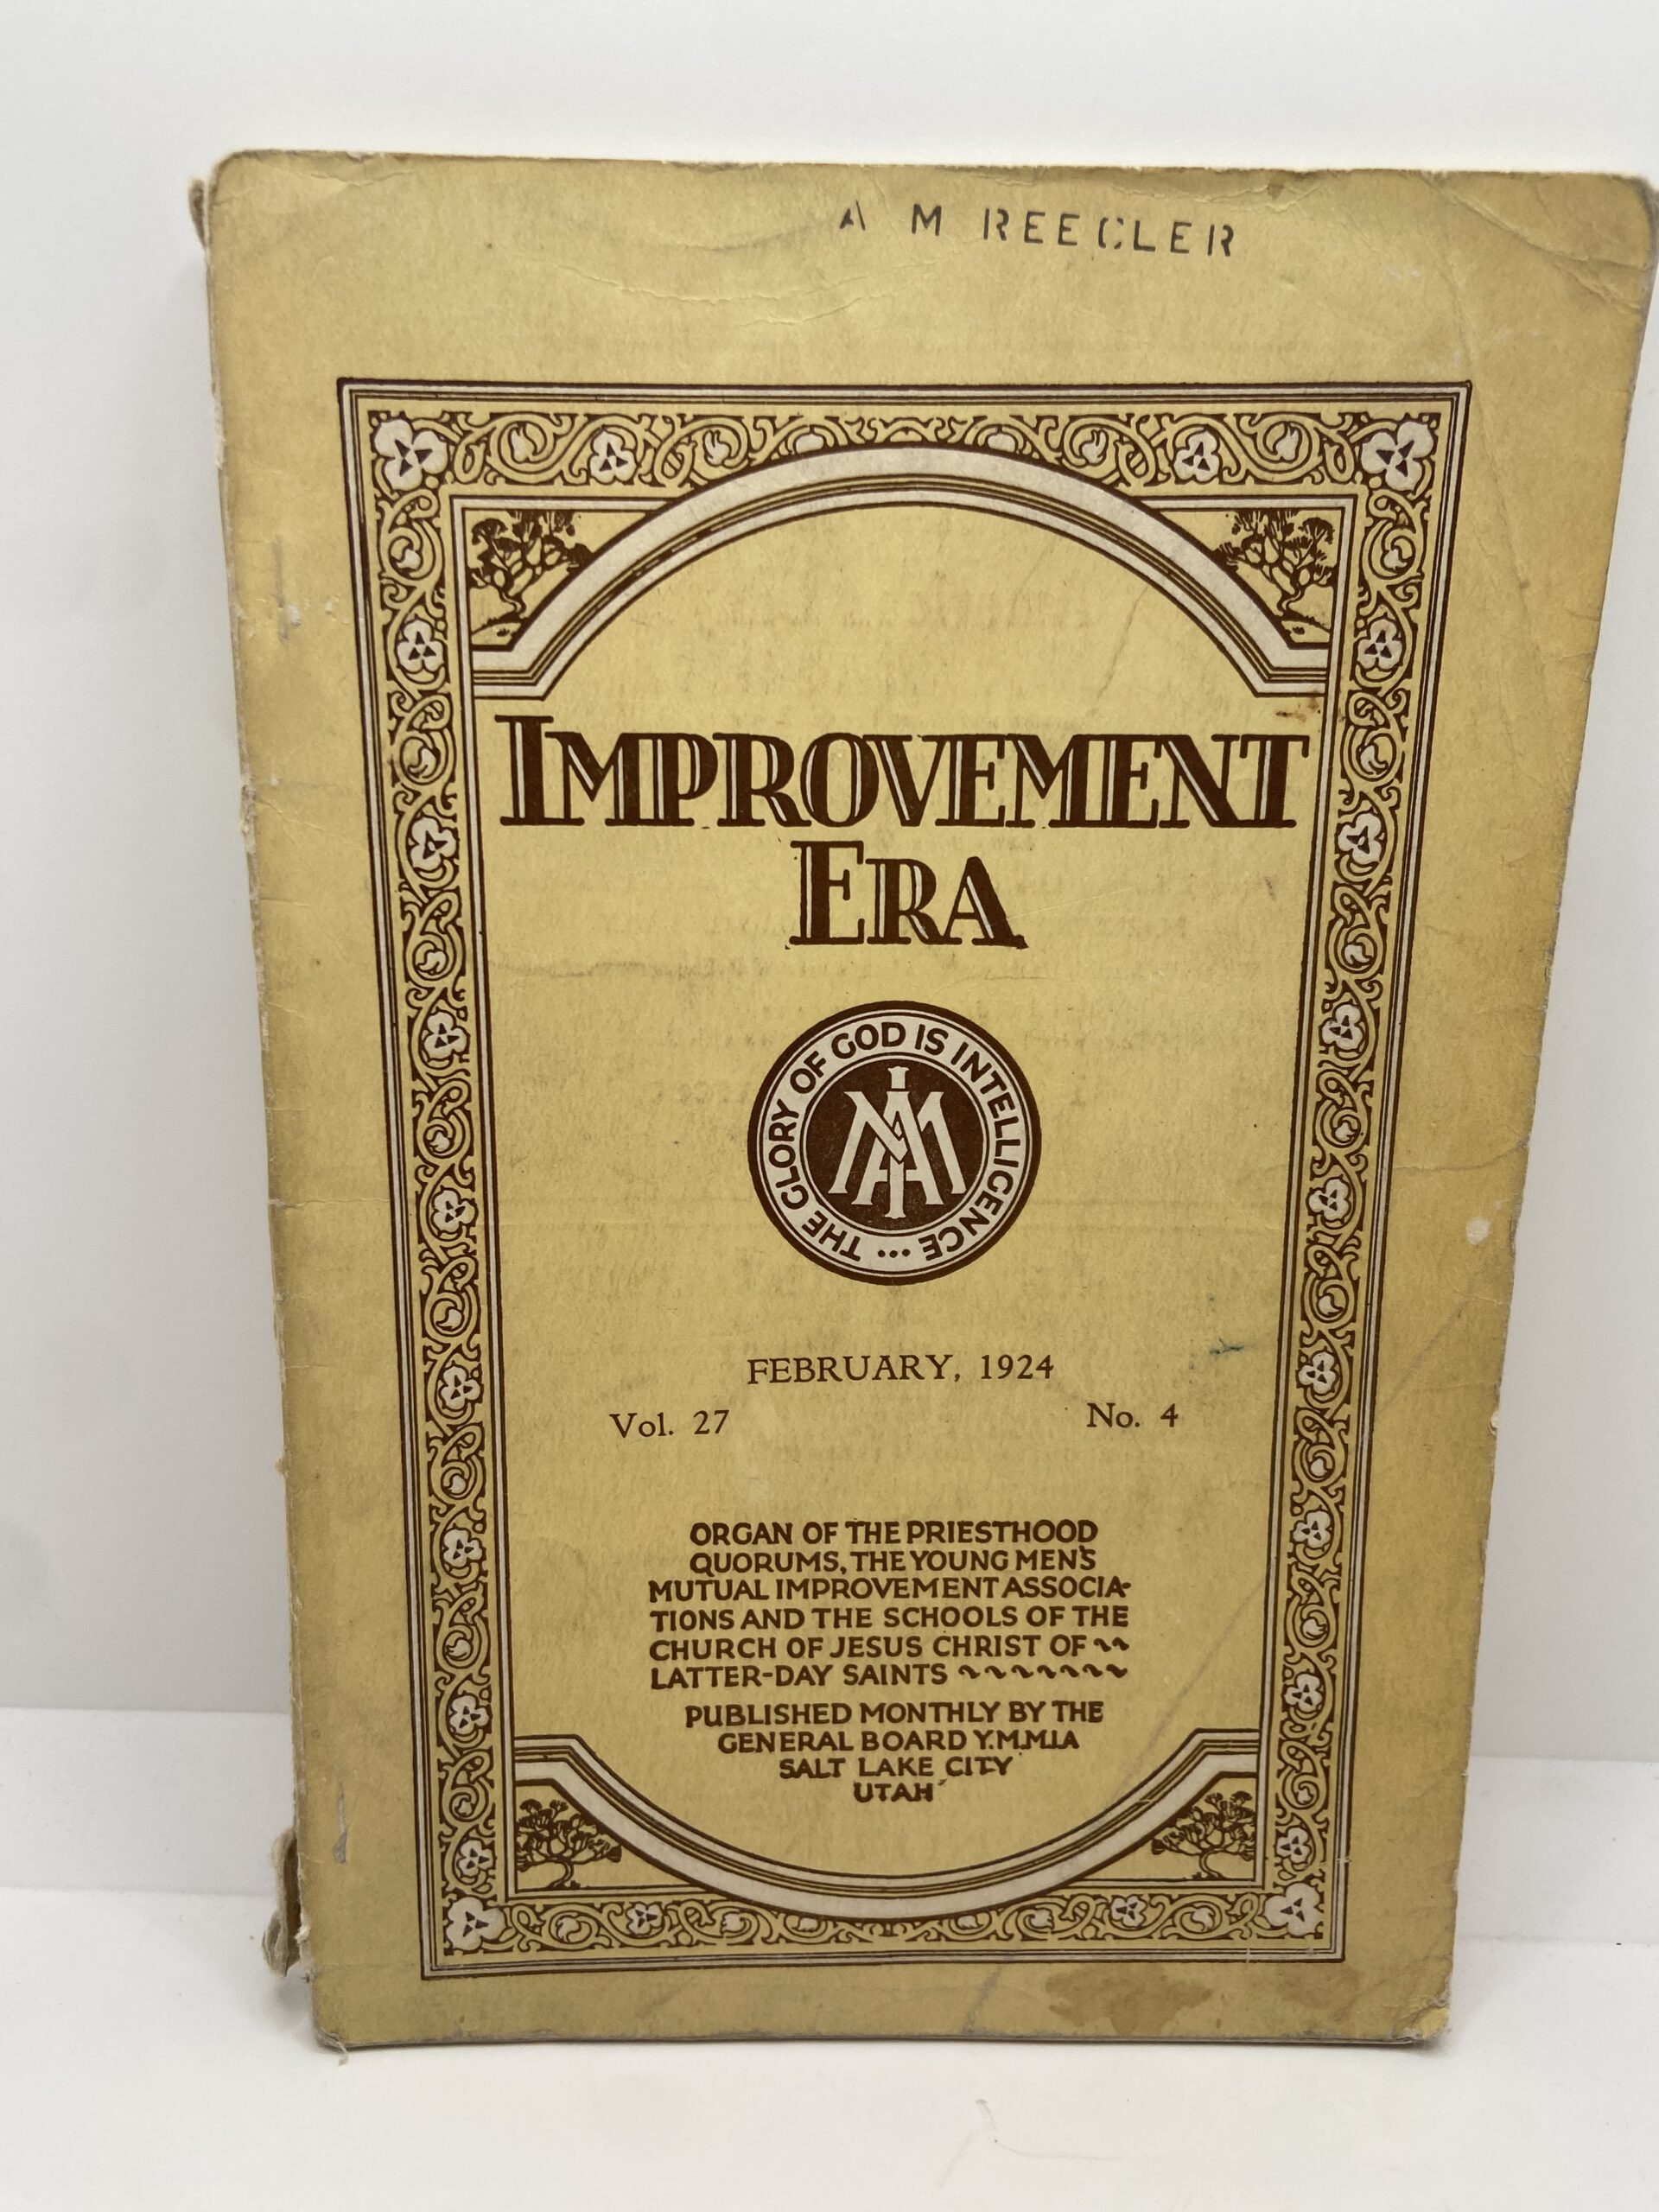 A M REECLER
IMPROVEMENT
ERA
THE GLORY OF GOD IS INTELLIGENCE ...
MIA
FEBRUARY, 1924
Vol. 27 No. 4
ORGAN OF THE PRIESTHOOD
QUORUMS, THE YOUNG MEN'S
MUTUAL IMPROVEMENT ASSOCIA-
TIONS AND THE SCHOOLS OF THE
CHURCH OF JESUS CHRIST OF ~~
LATTER-DAY SAINTS ~~~~~~~
PUBLISHED MONTHLY BY THE
GENERAL BOARD Y.M.M.I.A
SALT LAKE CITY
UTAH